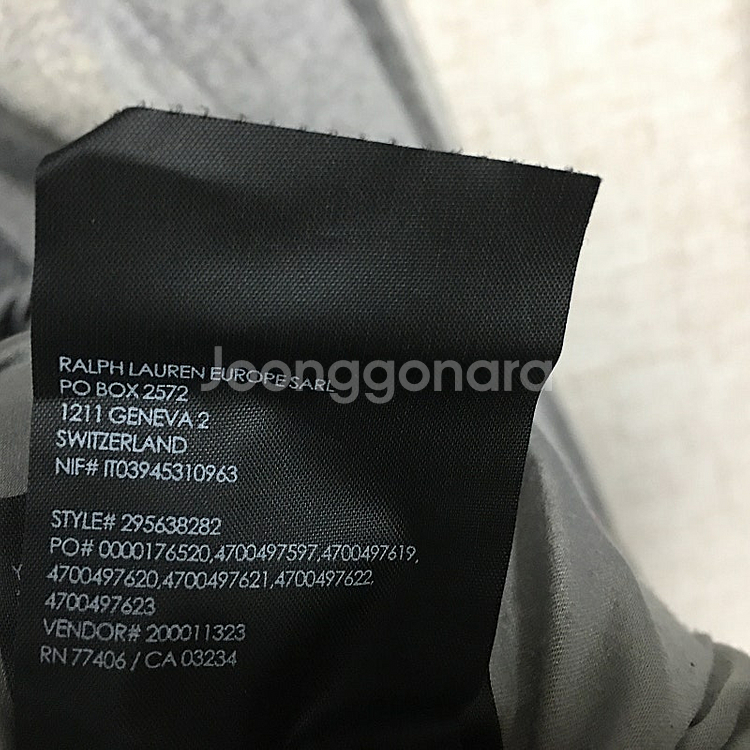 RALPH LAUREN EUROPE SARL
PO BOX 2572
1211 GENEVA 2
SWITZERLAND
NIF# IT03945310963
STYLE# 295638282
PO# 0000176520,4700497597,4700497619,
4700497620,4700497621,4700497622,
4700497623
VENDOR# 200011323
RN 77406 / CA 03234
Joonggonara